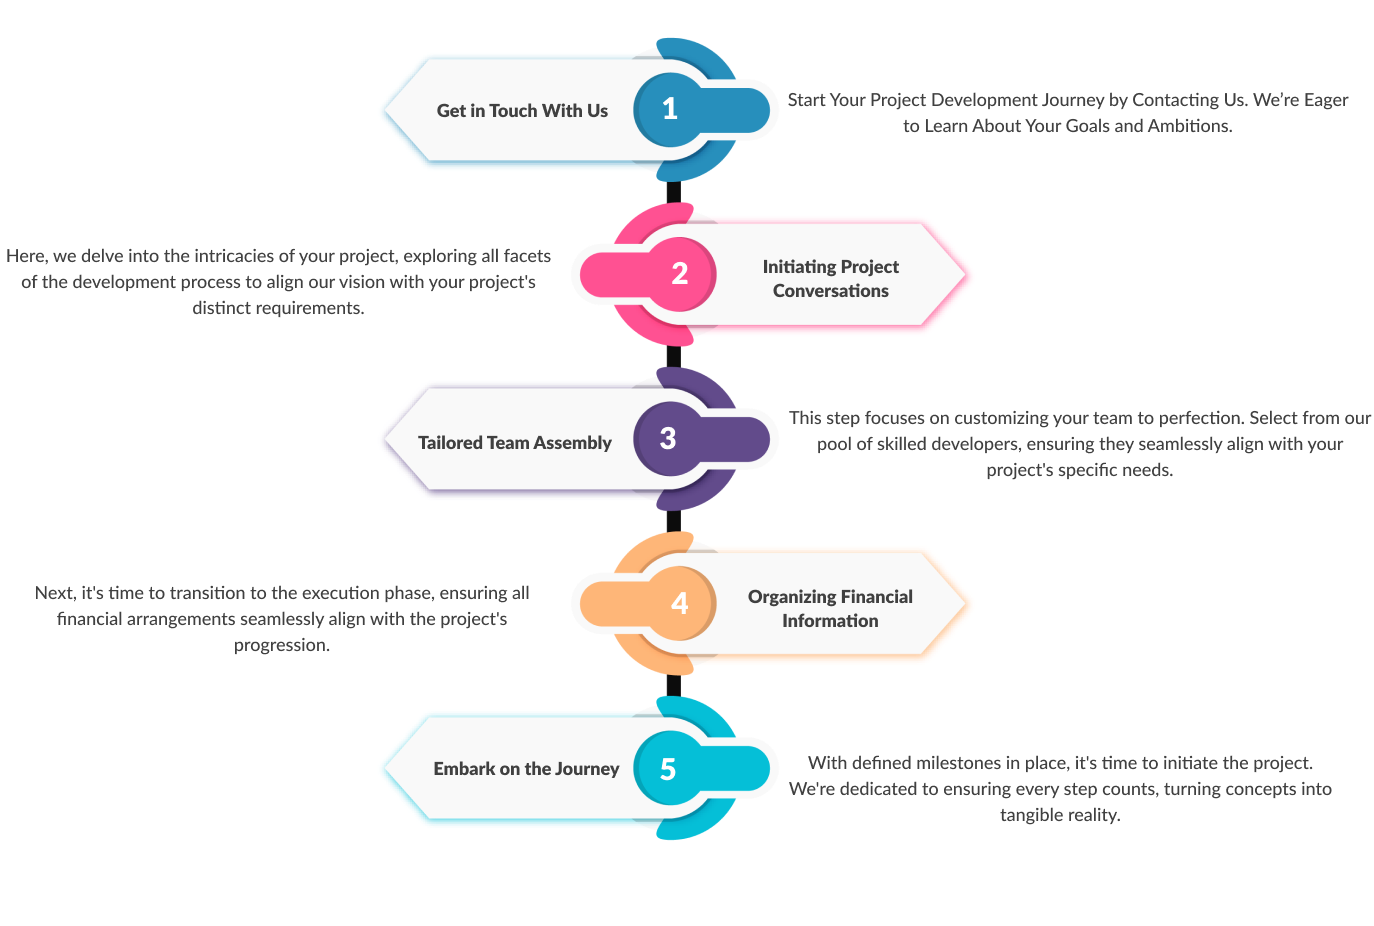 Get in Touch With Us
1
Start Your Project Development Journey by Contacting Us. We’re Eager
to Learn About Your Goals and Ambitions.
Here, we delve into the intricacies of your project, exploring all facets
of the development process to align our vision with your project's
distinct requirements.
2
Initiating Project
Conversations
Tailored Team Assembly
3
This step focuses on customizing your team to perfection. Select from our
pool of skilled developers, ensuring they seamlessly align with your
project's specific needs.
Next, it's time to transition to the execution phase, ensuring all
financial arrangements seamlessly align with the project's
progression.
4
Organizing Financial
Information
Embark on the Journey
5
With defined milestones in place, it's time to initiate the project.
We're dedicated to ensuring every step counts, turning concepts into
tangible reality.